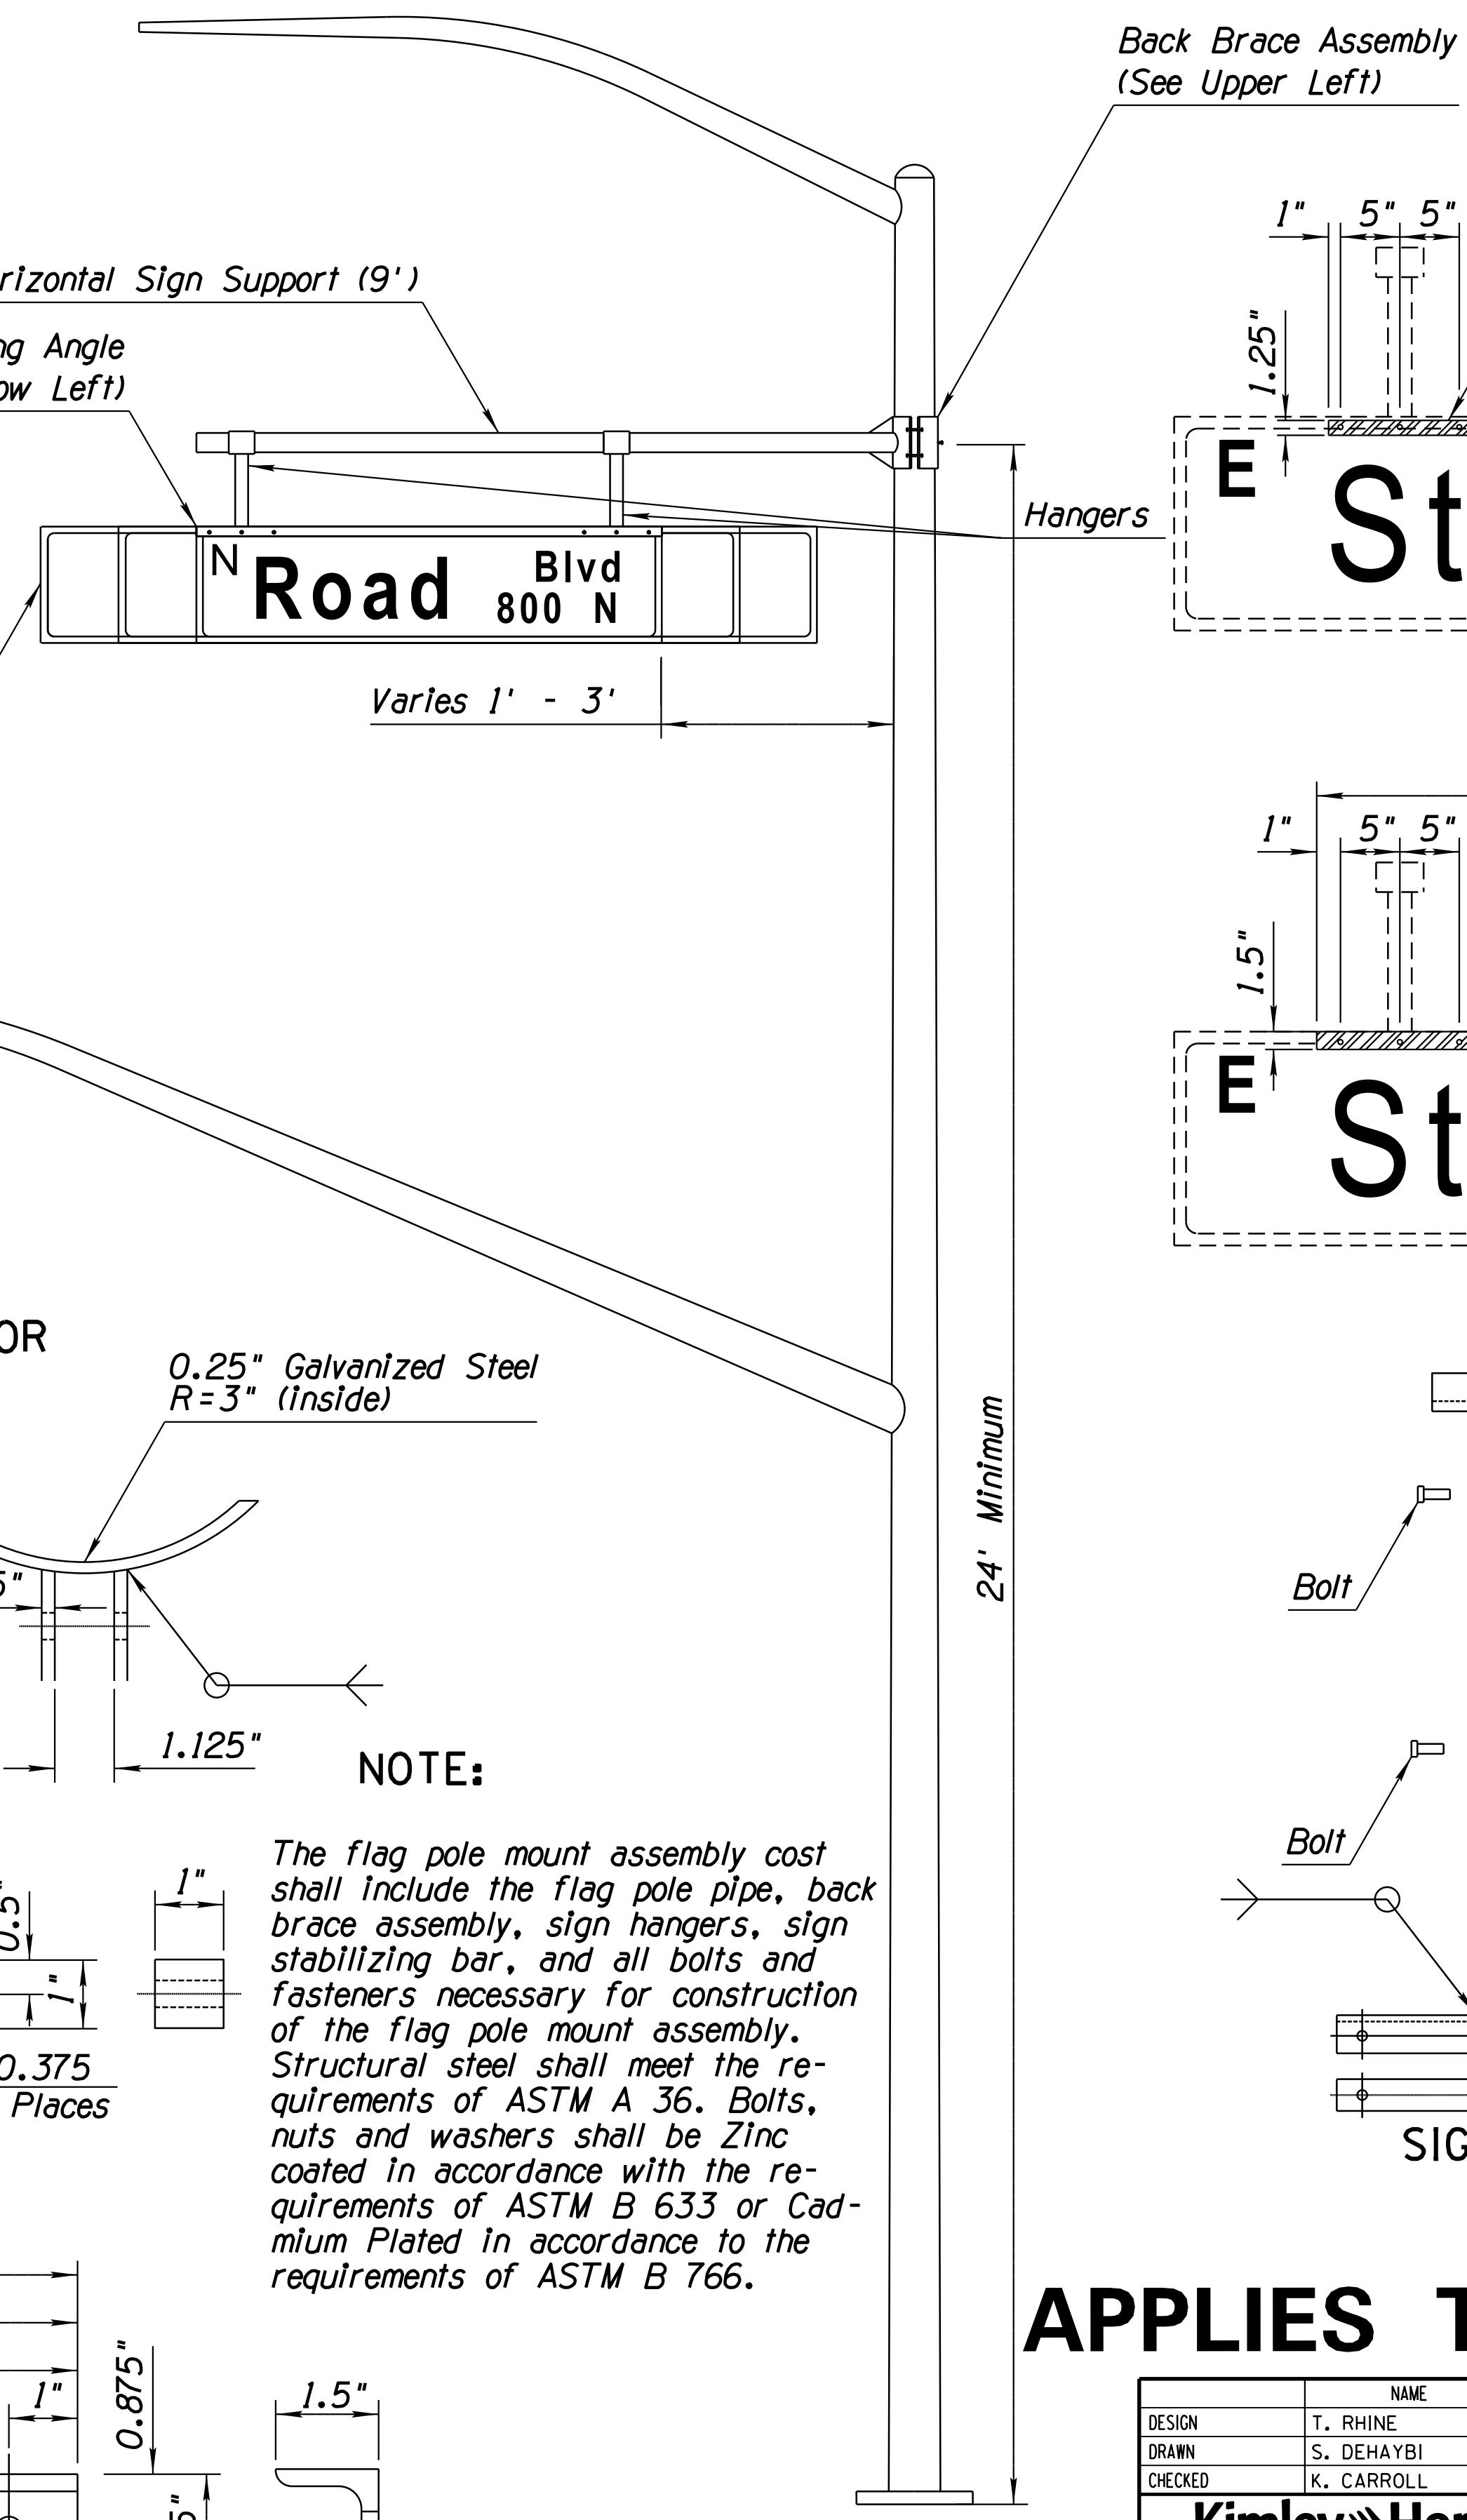 Back Brace Assembly
(See Upper Left)
1" 5" 5"
rizontal Sign Support (9')
1.25"
ng Angle
ow Left)
E St
Hangers
N Road Blvd
800 N
Varies 1' - 3'
1" 5" 5"
1.5"
E St
OR
0.25" Galvanized Steel
R=3" (inside)
24' Minimum
5"
Bolt
1.125"
NOTE:
Bolt
The flag pole mount assembly cost
shall include the flag pole pipe, back
brace assembly, sign hangers, sign
stabilizing bar, and all bolts and
fasteners necessary for construction
of the flag pole mount assembly.
Structural steel shall meet the re-
quirements of ASTM A 36. Bolts,
nuts and washers shall be Zinc
coated in accordance with the re-
quirements of ASTM B 633 or Cad-
mium Plated in accordance to the
requirements of ASTM B 766.
1"
0.5"
1"
0.375
Places
SIG
APPLIES T
1"
0.875"
1.5"
5"
NAME
DESIGN T. RHINE
DRAWN S. DEHAYBI
CHECKED K. CARROLL
Kimley Hor